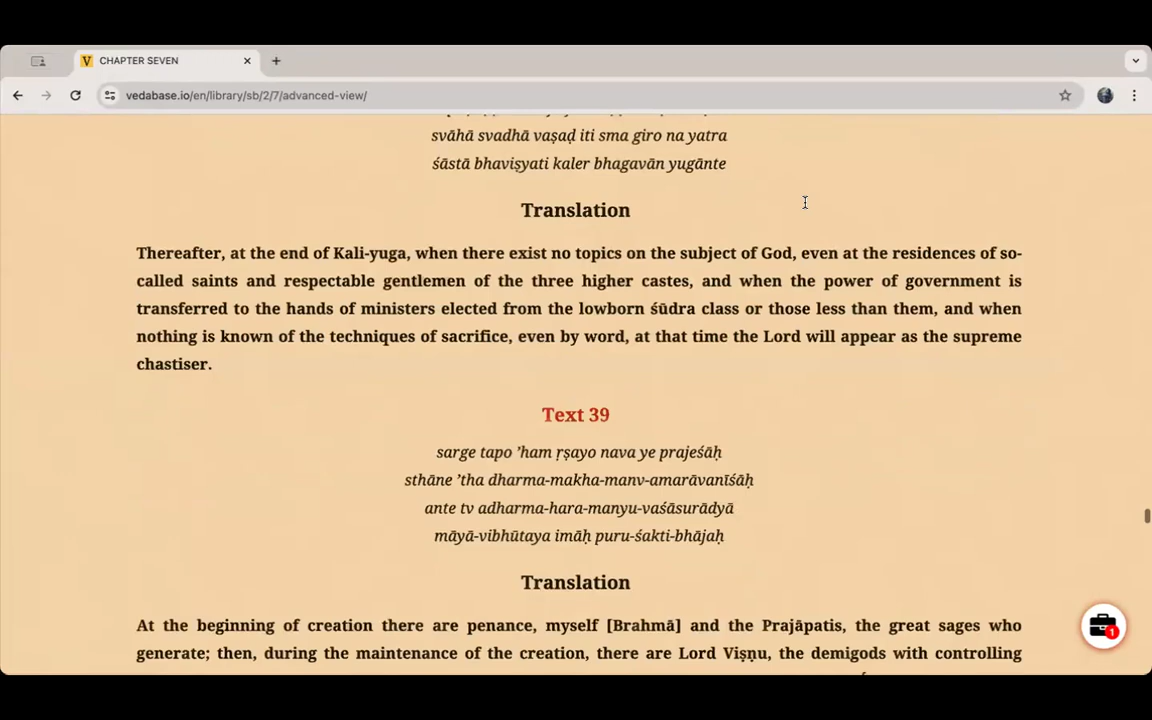 CHAPTER SEVEN
vedabase.io/en/library/sb/2/7/advanced-view/
svāhā svadhā vaṣaḍ iti sma giro na yatra
śāstā bhaviṣyati kaler bhagavān yugānte
Translation
Thereafter, at the end of Kali-yuga, when there exist no topics on the subject of God, even at the residences of so-
called saints and respectable gentlemen of the three higher castes, and when the power of government is
transferred to the hands of ministers elected from the lowborn śūdra class or those less than them, and when
nothing is known of the techniques of sacrifice, even by word, at that time the Lord will appear as the supreme
chastiser.
Text 39
sarge tapo ’ham ṛṣayo nava ye prajeśāḥ
sthāne ’tha dharma-makha-manv-amarāvanīśāḥ
ante tv adharma-hara-manyu-vaśāsurādyā
māyā-vibhūtaya imāḥ puru-śakti-bhājaḥ
Translation
At the beginning of creation there are penance, myself [Brahmā] and the Prajāpatis, the great sages who
generate; then, during the maintenance of the creation, there are Lord Viṣṇu, the demigods with controlling
1